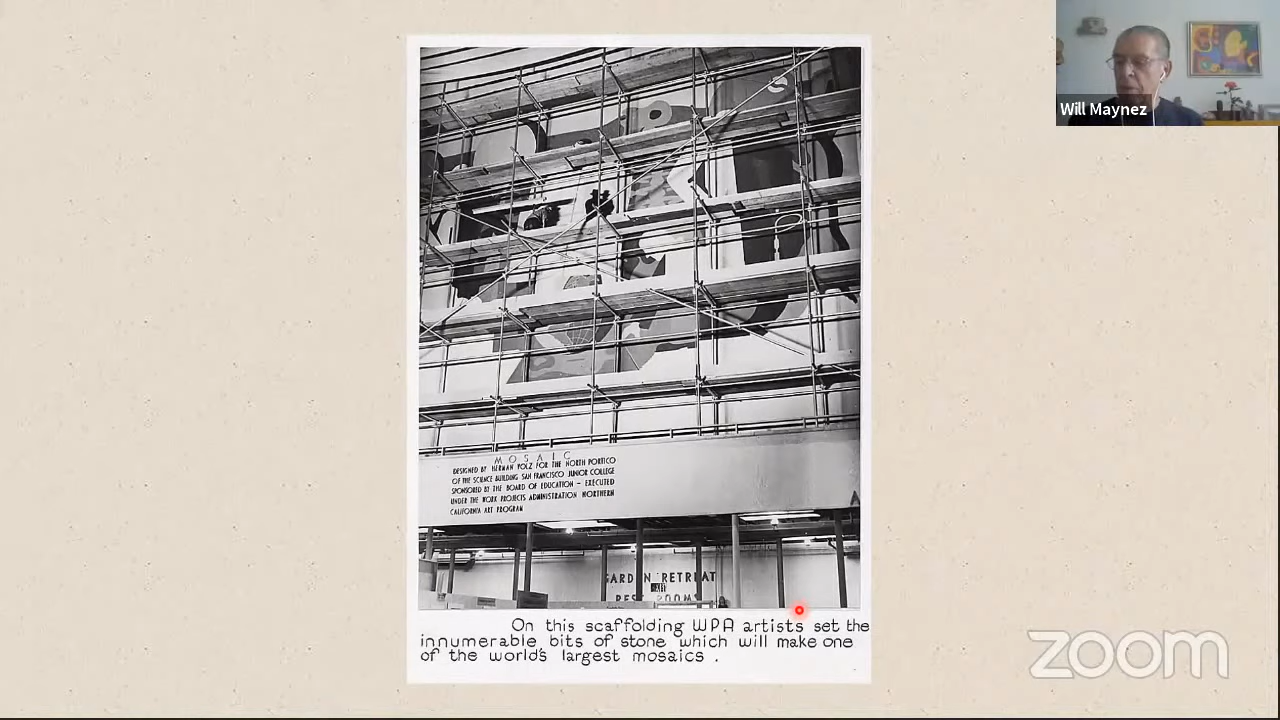 Will Maynez
MOSAIC
DESIGNED BY HERMAN VOLZ FOR THE NORTH PORTICO
OF THE SCIENCE BUILDING SAN FRANCISCO JUNIOR COLLEGE
SPONSORED BY THE BOARD OF EDUCATION – EXECUTED
UNDER THE WORK PROJECTS ADMINISTRATION NORTHERN
CALIFORNIA ART PROGRAM
GARDEN RETREAT
REST ROOMS
On this scaffolding WPA artists set the
innumerable bits of stone which will make one
of the world's largest mosaics .
zoom